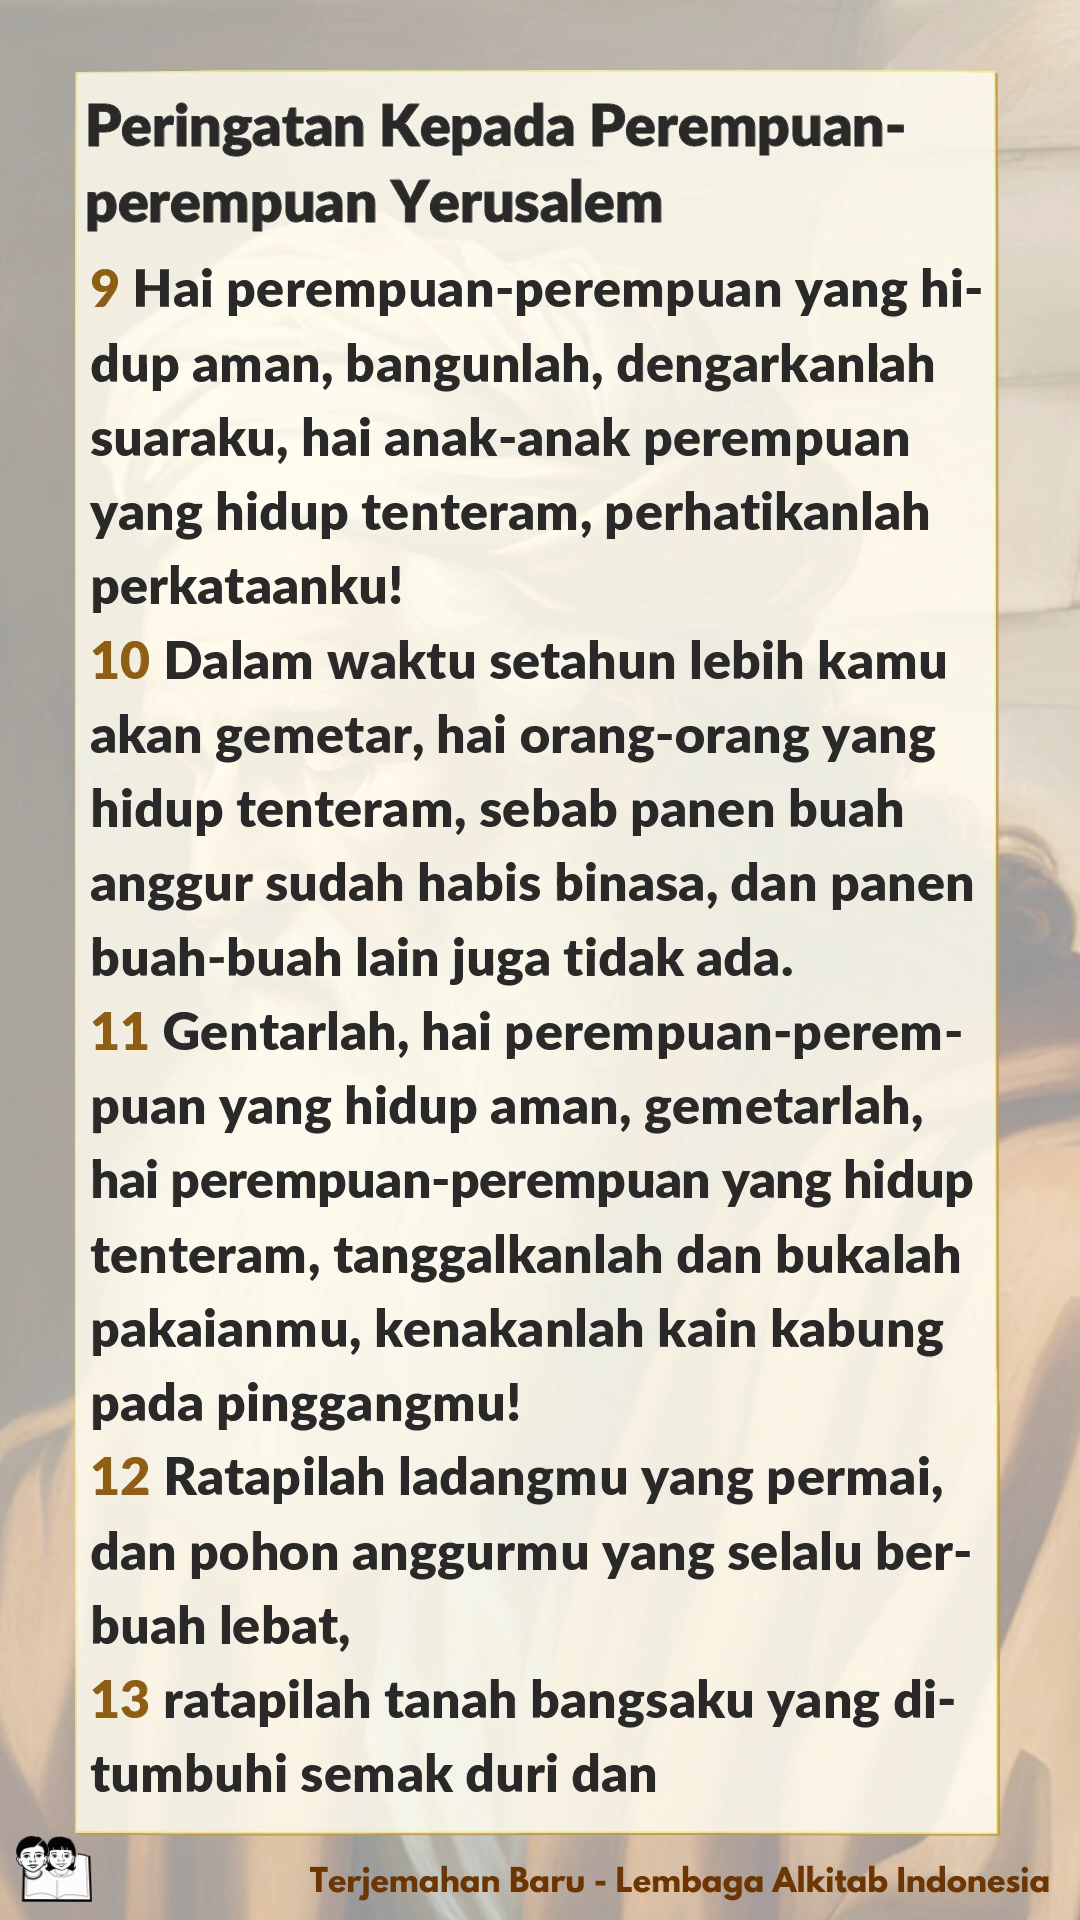 Peringatan Kepada Perempuan-
perempuan Yerusalem
9 Hai perempuan-perempuan yang hi-
dup aman, bangunlah, dengarkanlah
suaraku, hai anak-anak perempuan
yang hidup tenteram, perhatikanlah
perkataanku!
10 Dalam waktu setahun lebih kamu
akan gemetar, hai orang-orang yang
hidup tenteram, sebab panen buah
anggur sudah habis binasa, dan panen
buah-buah lain juga tidak ada.
11 Gentarlah, hai perempuan-perem-
puan yang hidup aman, gemetarlah,
hai perempuan-perempuan yang hidup
tenteram, tanggalkanlah dan bukalah
pakaianmu, kenakanlah kain kabung
pada pinggangmu!
12 Ratapilah ladangmu yang permai,
dan pohon anggurmu yang selalu ber-
buah lebat,
13 ratapilah tanah bangsaku yang di-
tumbuhi semak duri dan
Terjemahan Baru - Lembaga Alkitab Indonesia